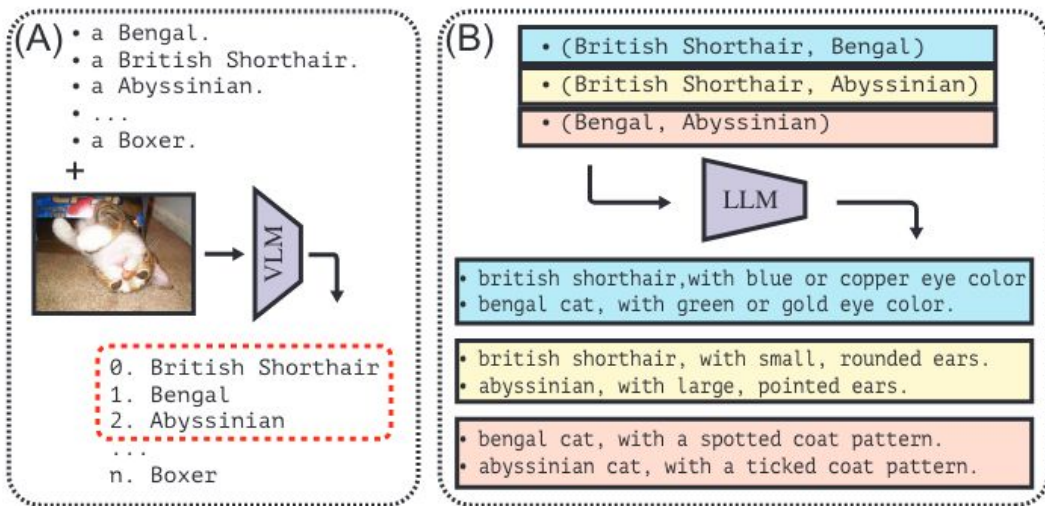 (A)
• a Bengal.
• a British Shorthair.
• a Abyssinian.
• ...
• a Boxer.
+
VLM
0. British Shorthair
1. Bengal
2. Abyssinian
...
n. Boxer
(B)
• (British Shorthair, Bengal)
• (British Shorthair, Abyssinian)
• (Bengal, Abyssinian)
LLM
• british shorthair,with blue or copper eye color
• bengal cat, with green or gold eye color.
• british shorthair, with small, rounded ears.
• abyssinian, with large, pointed ears.
• bengal cat, with a spotted coat pattern.
• abyssinian cat, with a ticked coat pattern.